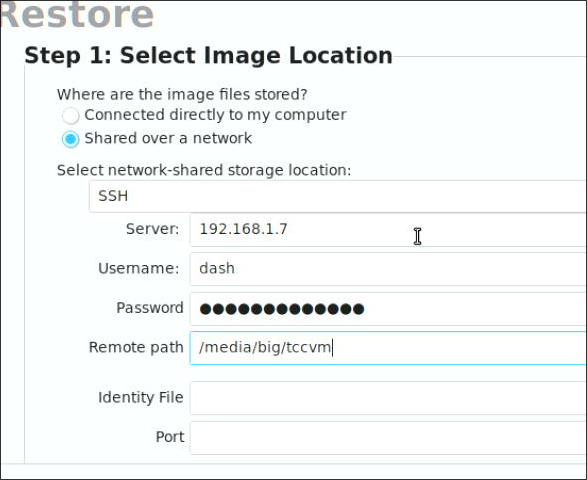 Restore
Step 1: Select Image Location
Where are the image files stored?
Connected directly to my computer
Shared over a network
Select network-shared storage location:
SSH
Server: 192.168.1.7
Username: dash
Password ●●●●●●●●●●●●●
Remote path /media/big/tccvm
Identity File
Port